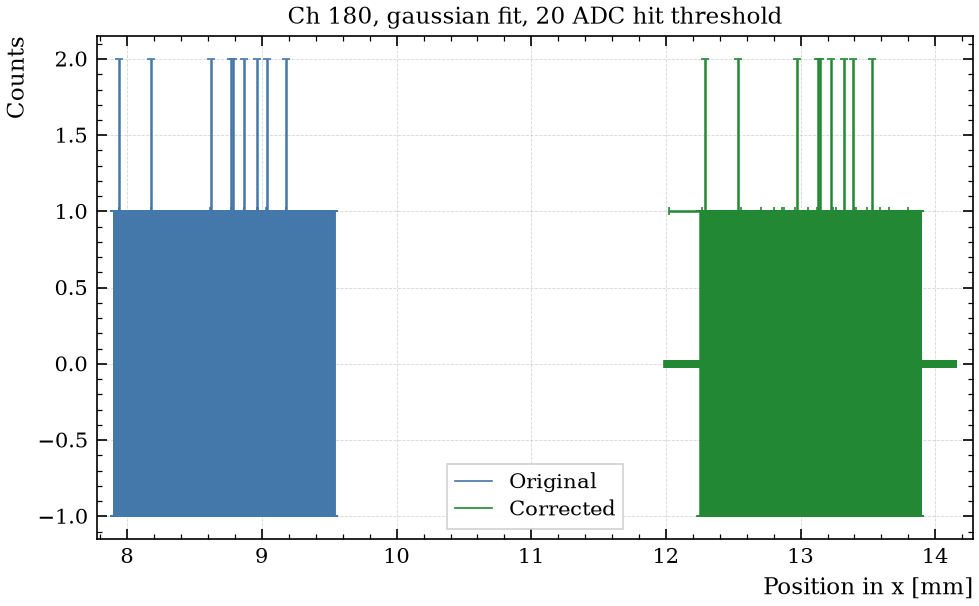 Ch 180, gaussian fit, 20 ADC hit threshold
Counts
2.0
1.5
1.0
0.5
0.0
−0.5
−1.0
Original
Corrected
8 9 10 11 12 13 14
Position in x [mm]